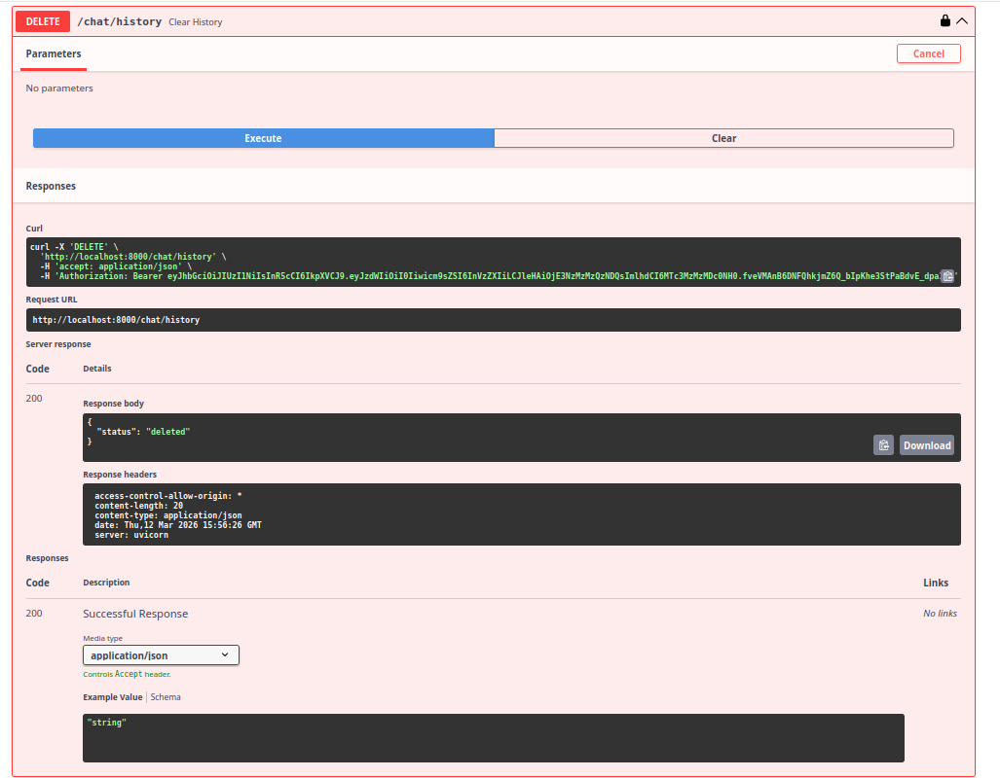 DELETE /chat/history Clear History
Parameters
Cancel
No parameters
Execute
Clear
Responses
Curl
curl -X 'DELETE' \
'http://localhost:8000/chat/history' \
-H 'accept: application/json' \
-H 'Authorization: Bearer
Request URL
http://localhost:8000/chat/history
Server response
Code Details
200
Response body
{
"status": "deleted"
}
Download
Response headers
access-control-allow-origin: *
content-length: 20
content-type: application/json
date: Thu,12 Mar 2026 15:56:26 GMT
server: uvicorn
Responses
Code Description Links
200 Successful Response No links
Media type
application/json
Controls Accept header.
Example Value Schema
"string"